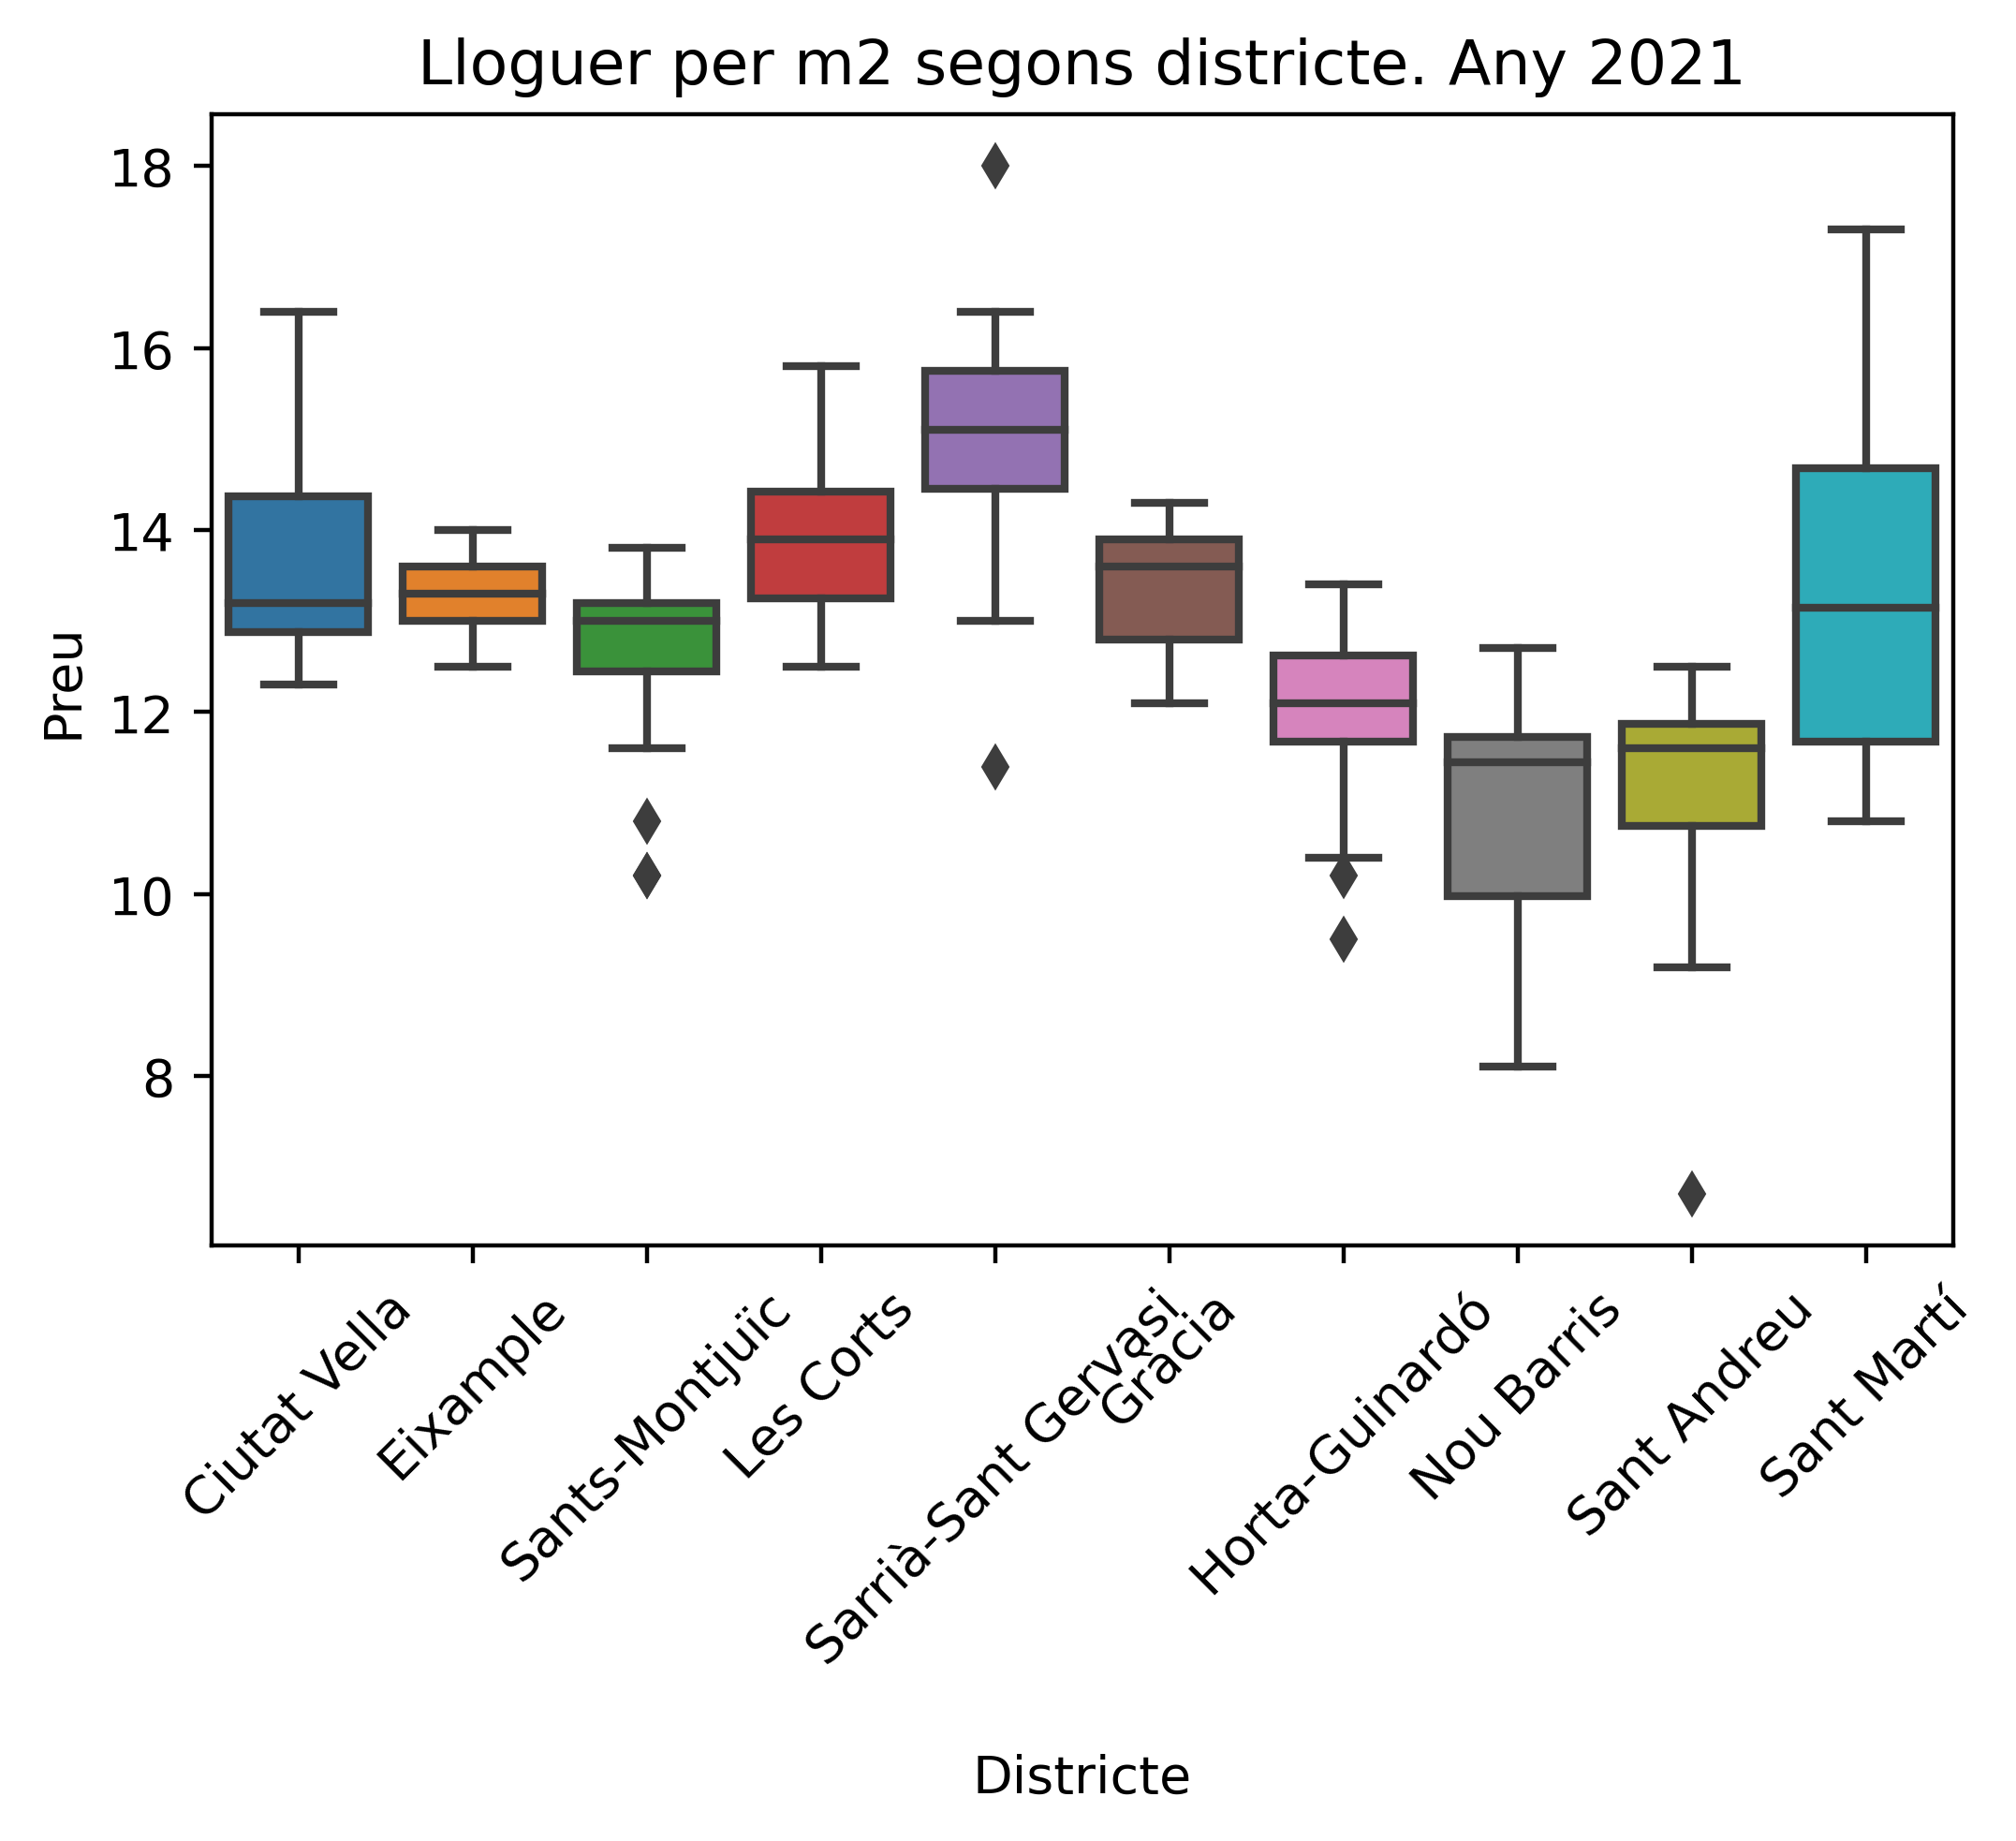 Lloguer per m2 segons districte. Any 2021
Preu
18
16
14
12
10
8
Ciutat Vella
Eixample
Sants-Montjuïc
Les Corts
Sarrià-Sant Gervasi
Gràcia
Horta-Guinardó
Nou Barris
Sant Andreu
Sant Martí
Districte